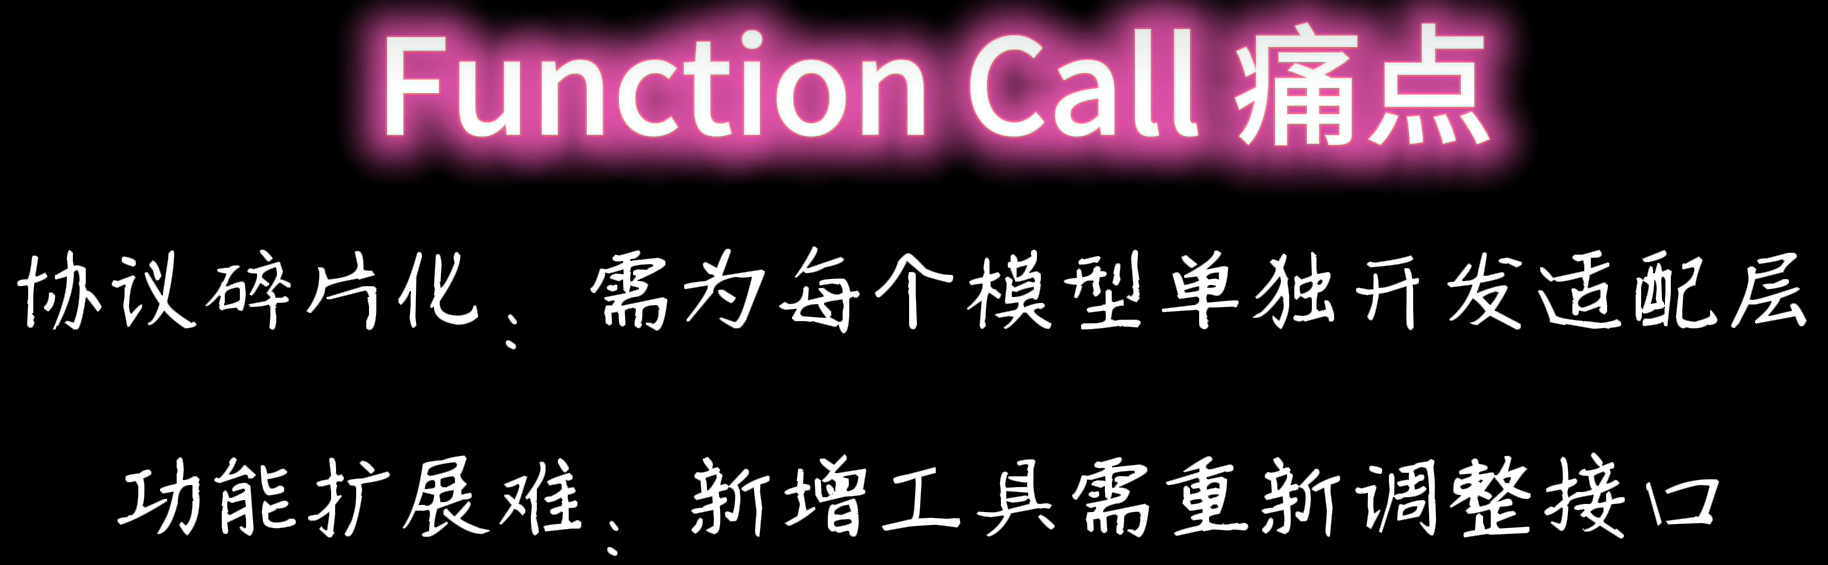 Function Call 痛点
协议碎片化：需为每个模型单独开发适配层
功能扩展难：新增工具需重新调整接口